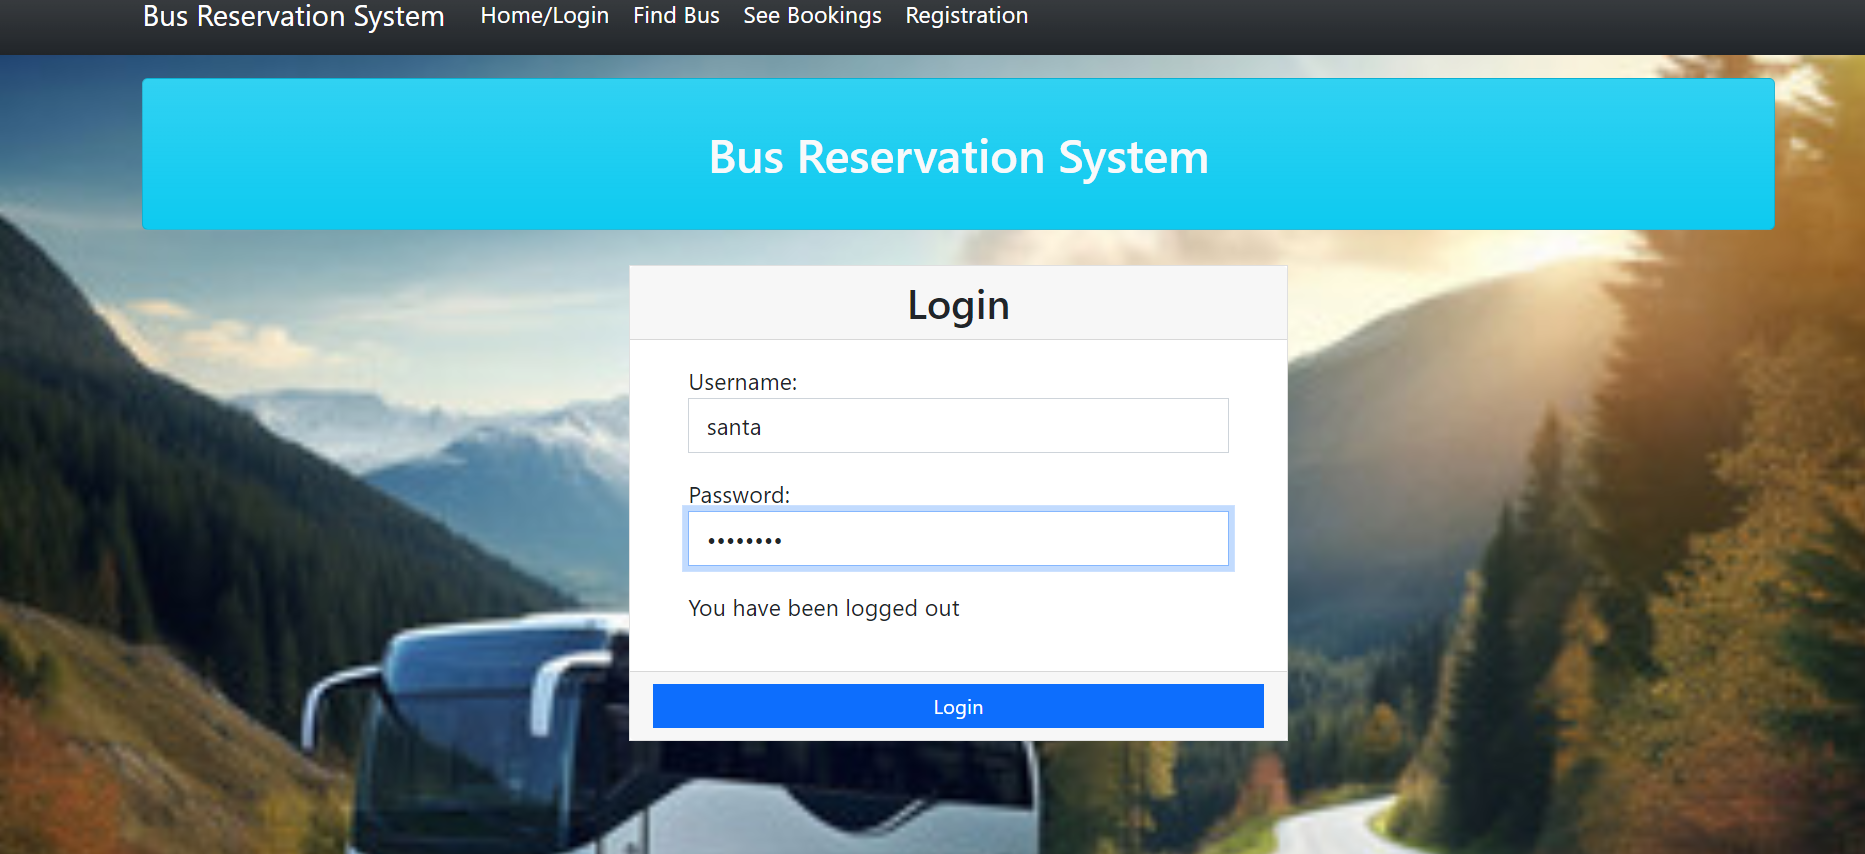 Bus Reservation System Home/Login Find Bus See Bookings Registration
Bus Reservation System
Login
Username:
santa
Password:
••••••••
You have been logged out
Login